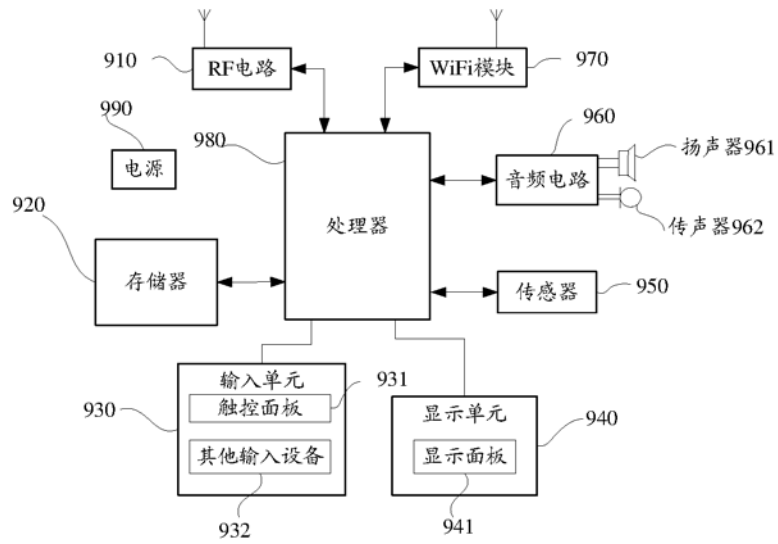 910
RF电路
WiFi模块
970
990
980
960
扬声器961
电源
音频电路
920
处理器
传声器962
存储器
传感器
950
输入单元
931
930
触控面板
显示单元
940
其他输入设备
显示面板
932
941